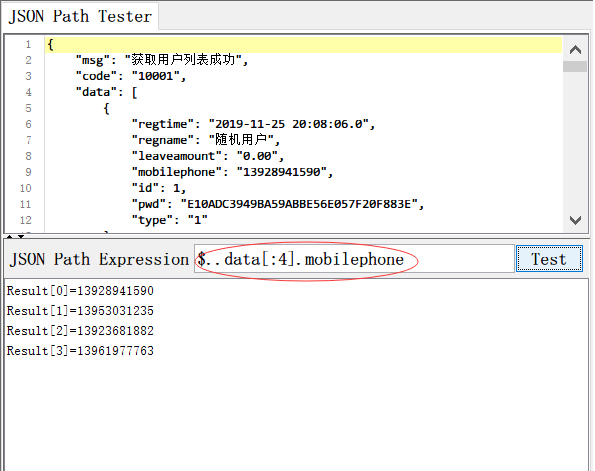 JSON Path Tester
1 {
2 "msg": "获取用户列表成功",
3 "code": "10001",
4 "data": [
5 {
6 "regtime": "2019-11-25 20:08:06.0",
7 "regname": "随机用户",
8 "leaveamount": "0.00",
9 "mobilephone": "13928941590",
10 "id": 1,
11 "pwd": "E10ADC3949BA59ABBE56E057F20F883E",
12 "type": "1"
JSON Path Expression $..data[:4].mobilephone Test
Result[0]=13928941590
Result[1]=13953031235
Result[2]=13923681882
Result[3]=13961977763